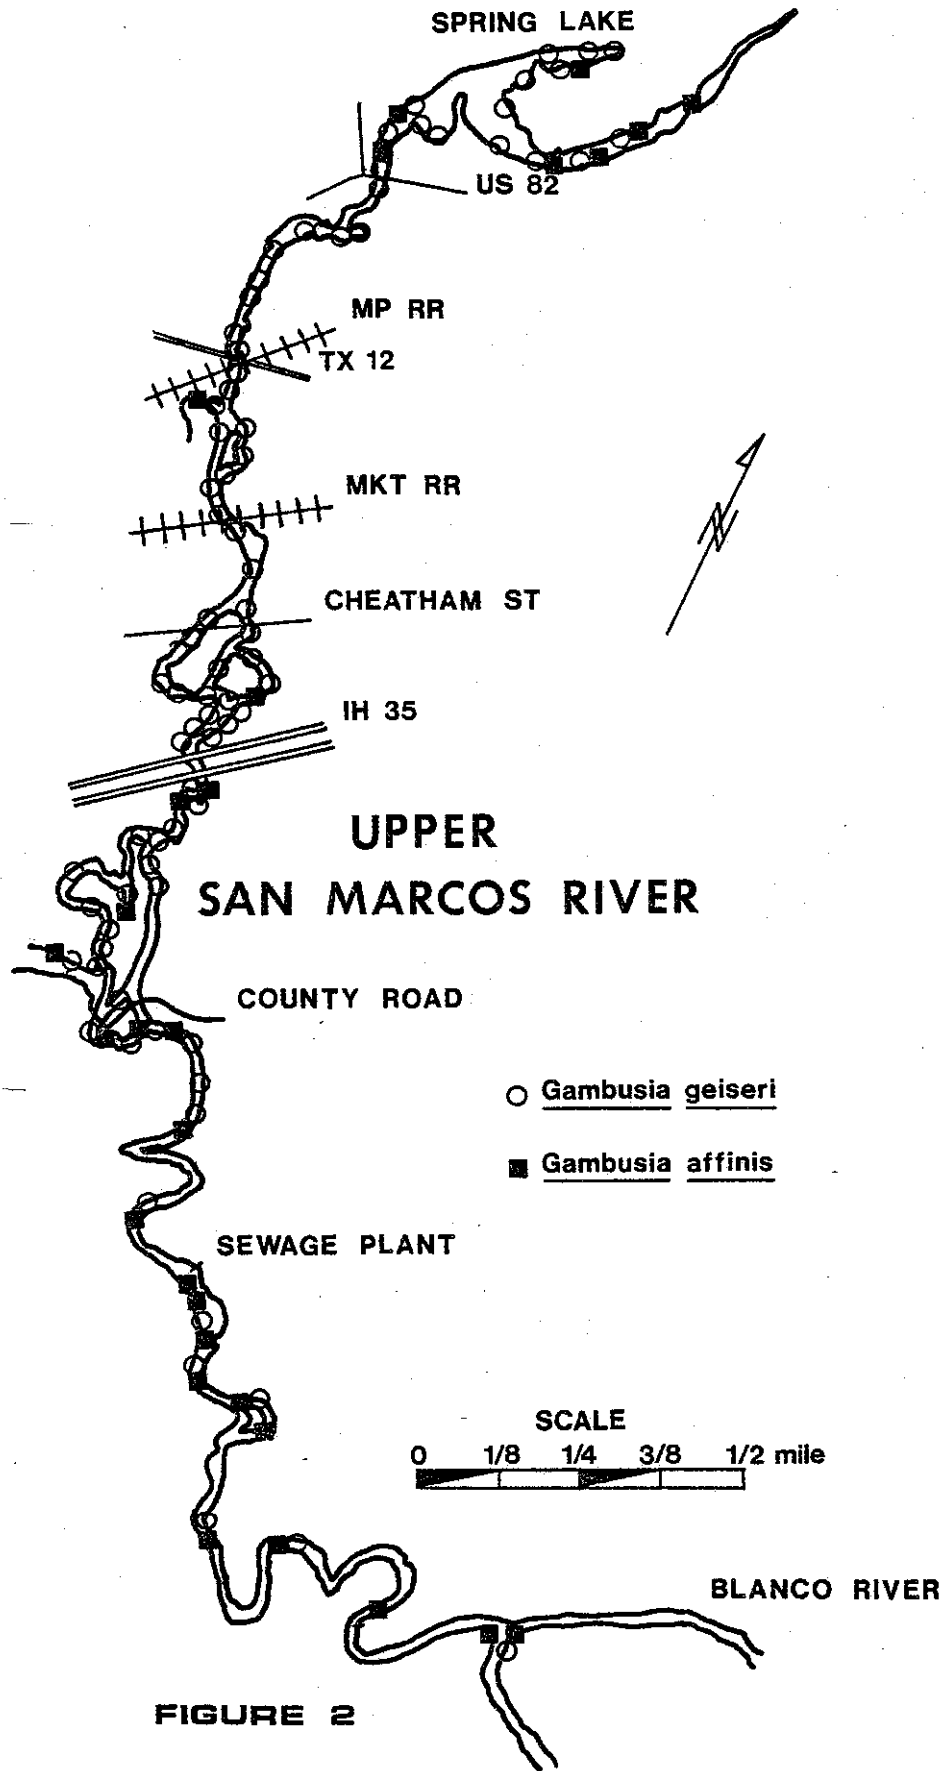 SPRING LAKE
US 82
MP RR
TX 12
MKT RR
CHEATHAM ST
IH 35
UPPER
SAN MARCOS RIVER
COUNTY ROAD
Gambusia geiseri
Gambusia affinis
SEWAGE PLANT
SCALE
0 1/8 1/4 3/8 1/2 mile
BLANCO RIVER
FIGURE 2
N